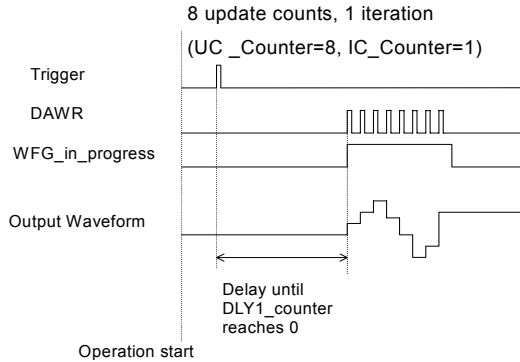 8 update counts, 1 iteration
(UC _Counter=8, IC_Counter=1)
Trigger
DAWR
WFG_in_progress
Output Waveform
Delay until
DLY1_counter
reaches 0
Operation start